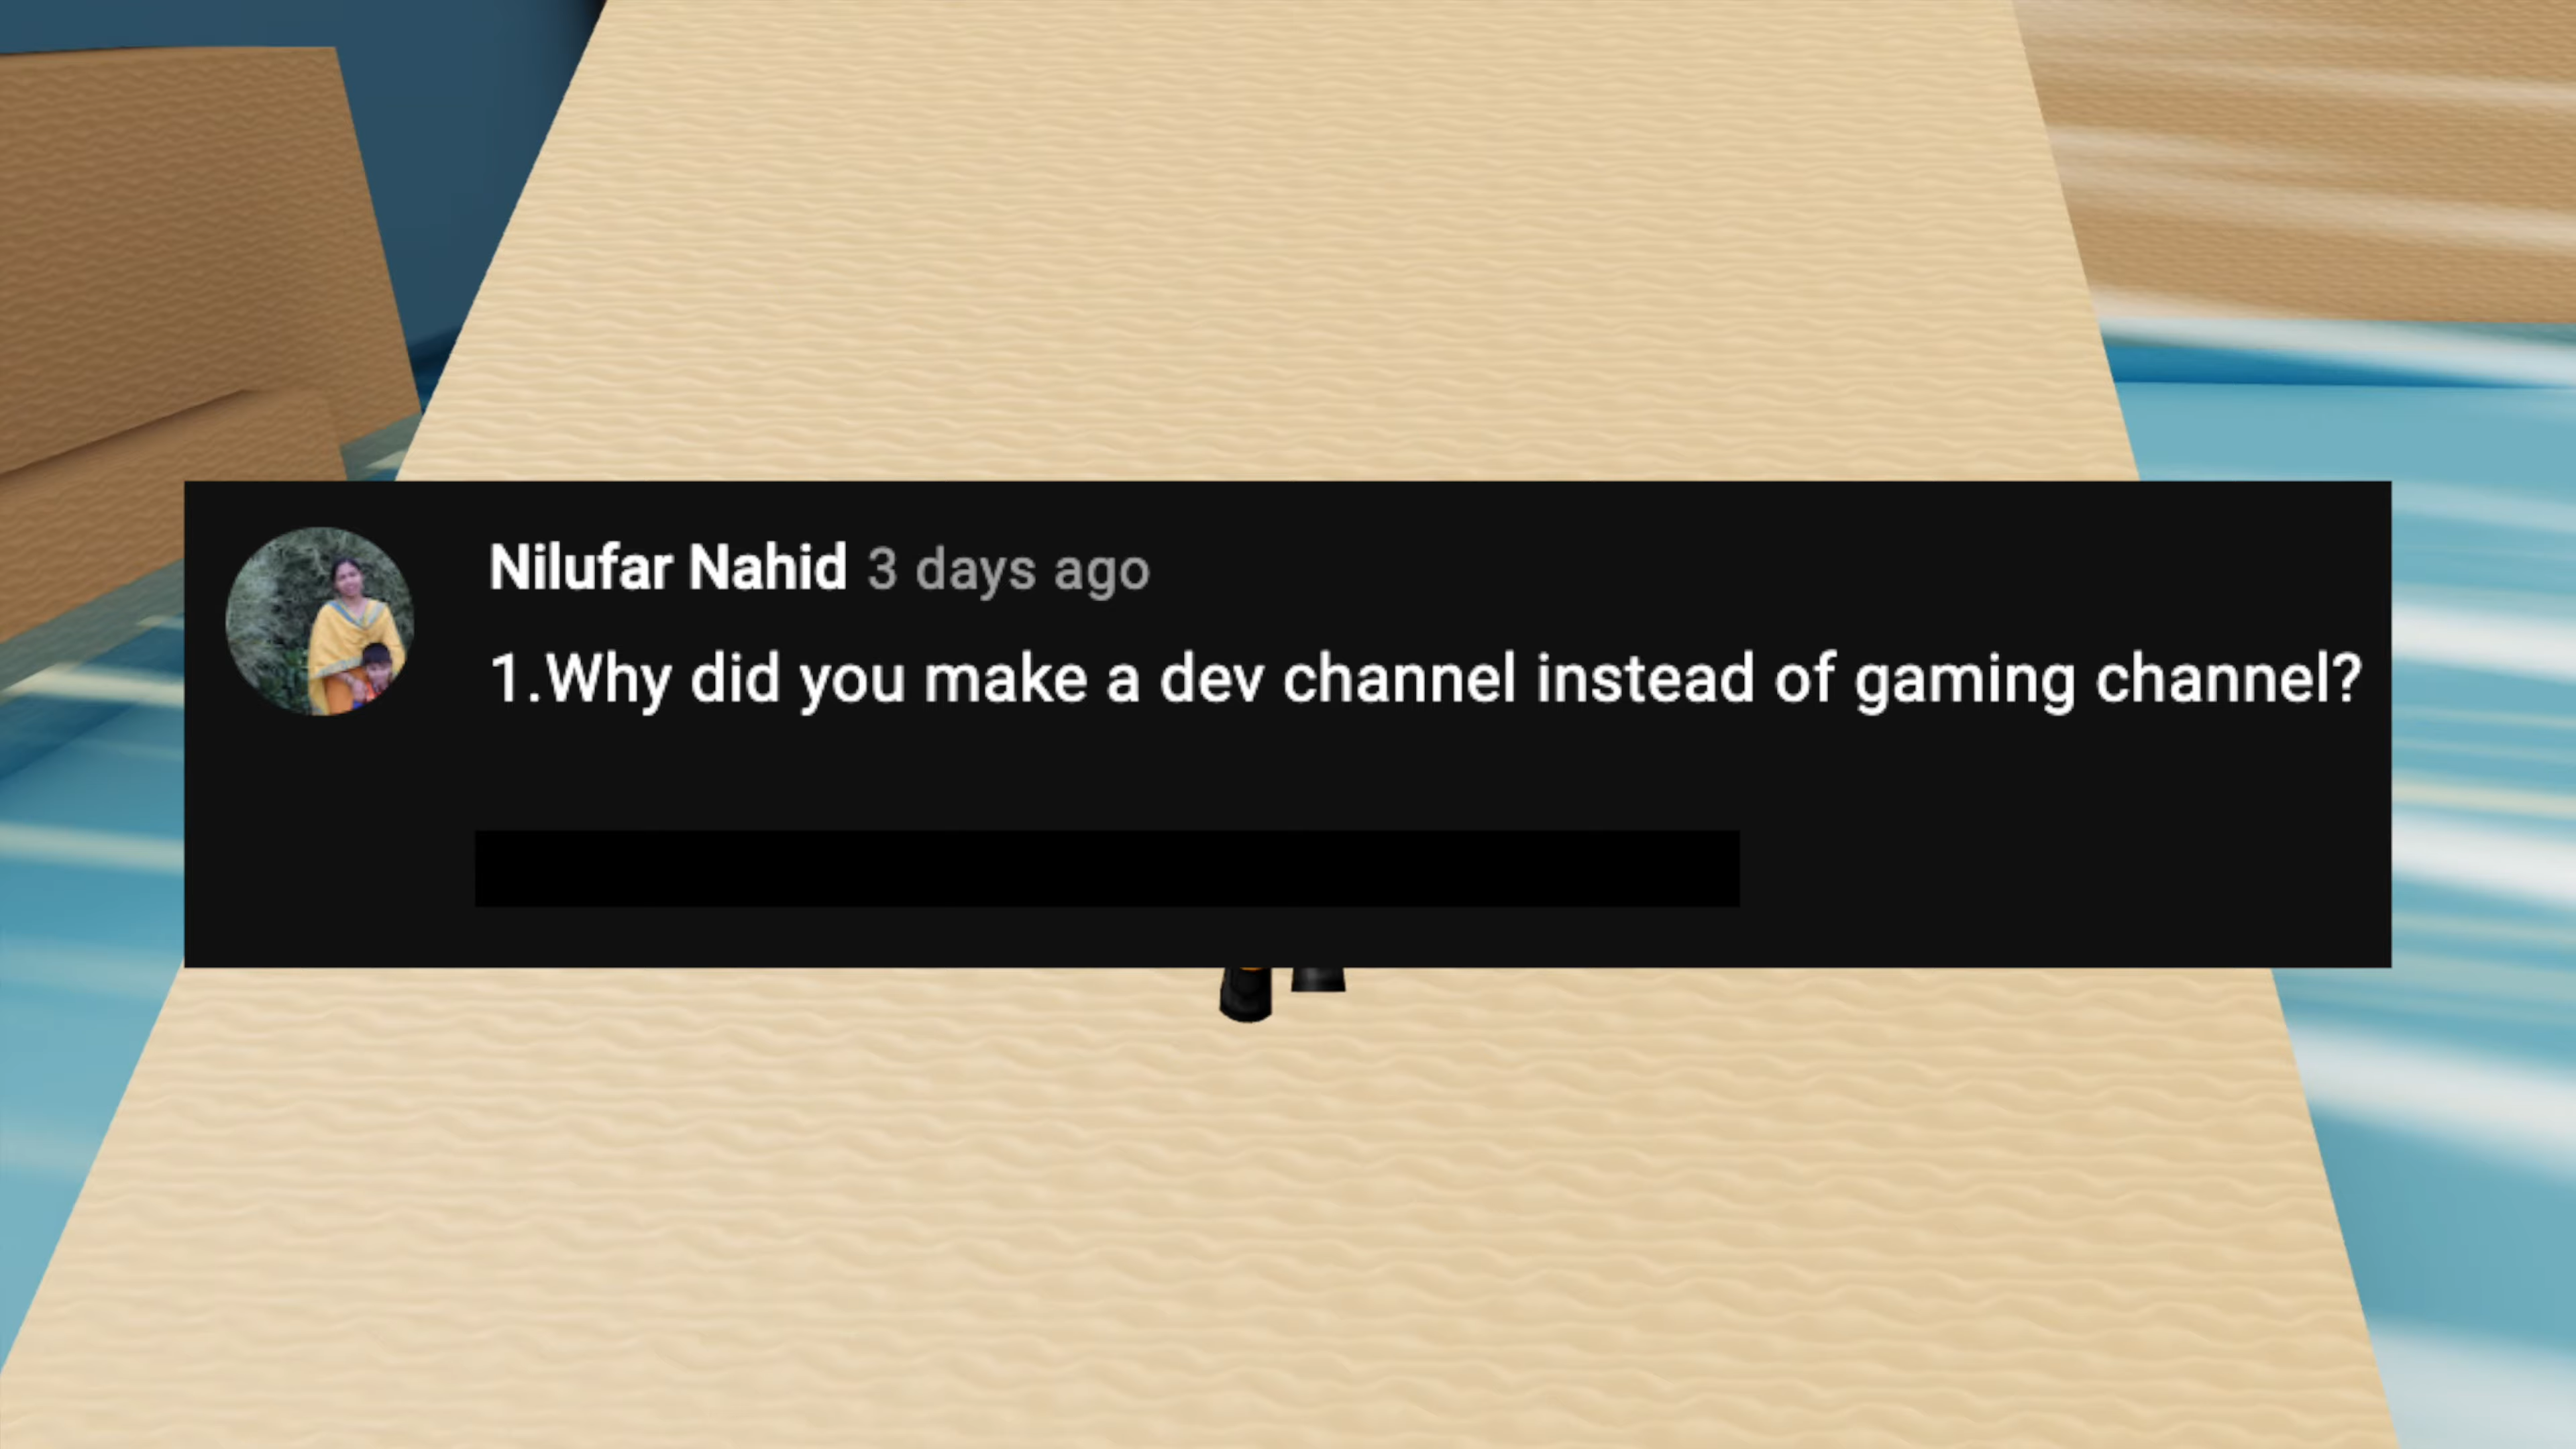 Nilufar Nahid 3 days ago
1.Why did you make a dev channel instead of gaming channel?